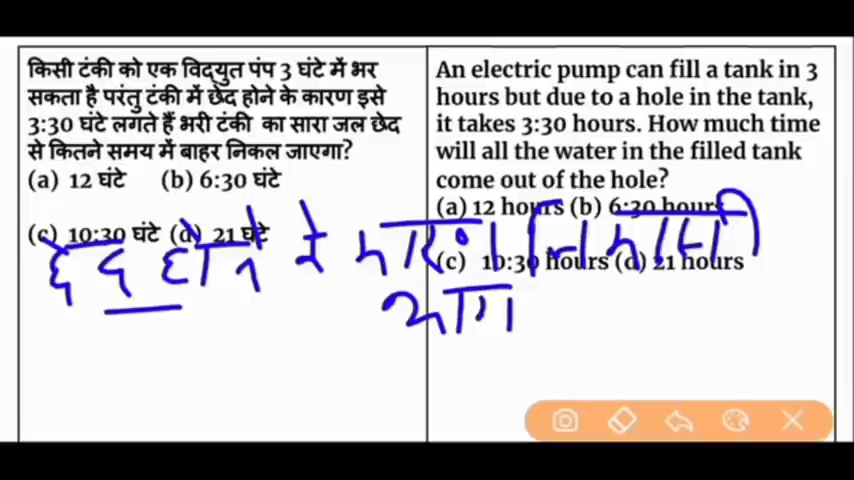 किसी टंकी को एक विद्युत पंप 3 घंटे में भर
सकता है परंतु टंकी में छेद होने के कारण इसे
3:30 घंटे लगते हैं भरी टंकी का सारा जल छेद
से कितने समय में बाहर निकल जाएगा?
(a) 12 घंटे (b) 6:30 घंटे
(c) 10:30 घंटे (d) 21 घंटे
An electric pump can fill a tank in 3
hours but due to a hole in the tank,
it takes 3:30 hours. How much time
will all the water in the filled tank
come out of the hole?
(a) 12 hours (b) 6:30 hours
(c) 10:30 hours (d) 21 hours
छेद होने से कारण
भाग